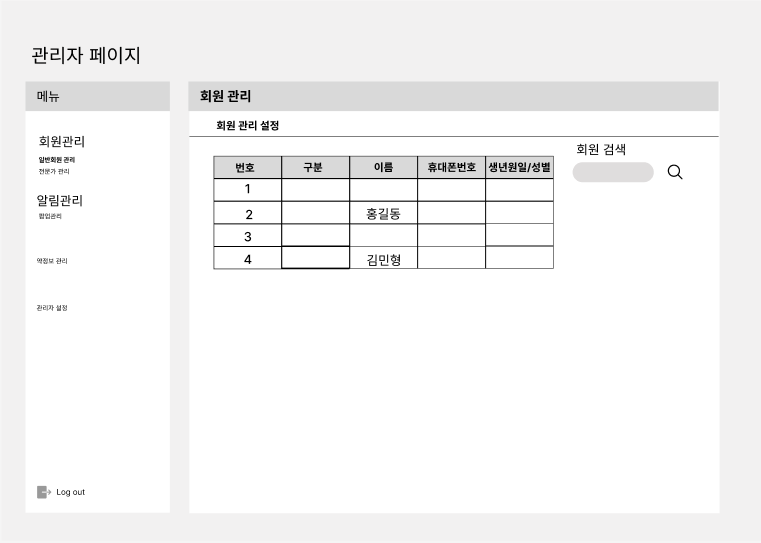 관리자 페이지
메뉴
회원관리
일반회원 관리
전문가 관리
알림관리
팝업관리
약정보 관리
관리자 설정
Log out
회원 관리
회원 관리 설정
회원 검색
번호 구분 이름 휴대폰번호 생년원일/성별
1
2 홍길동
3
4 김민형